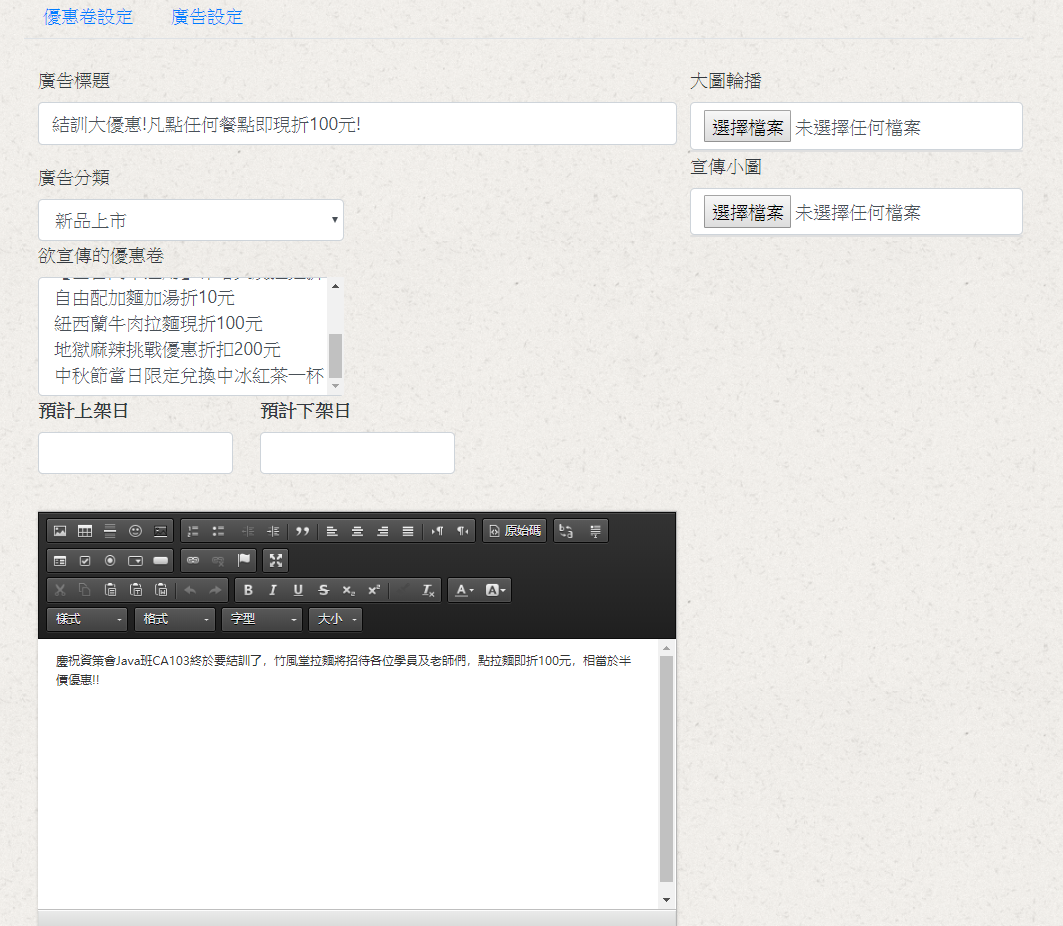 優惠卷設定 廣告設定
廣告標題
結訓大優惠!凡點任何餐點即現折100元!
大圖輪播
選擇檔案 未選擇任何檔案
宣傳小圖
選擇檔案 未選擇任何檔案
廣告分類
新品上市
欲宣傳的優惠卷
自由配加麵加湯折10元
紐西蘭牛肉拉麵現折100元
地獄麻辣挑戰優惠折扣200元
中秋節當日限定兌換中冰紅茶一杯
預計上架日 預計下架日
原始碼
樣式 格式 字型 大小
慶祝資策會Java班CA103終於要結訓了，竹風堂拉麵將招待各位學員及老師們，點拉麵即折100元，相當於半
價優惠!!